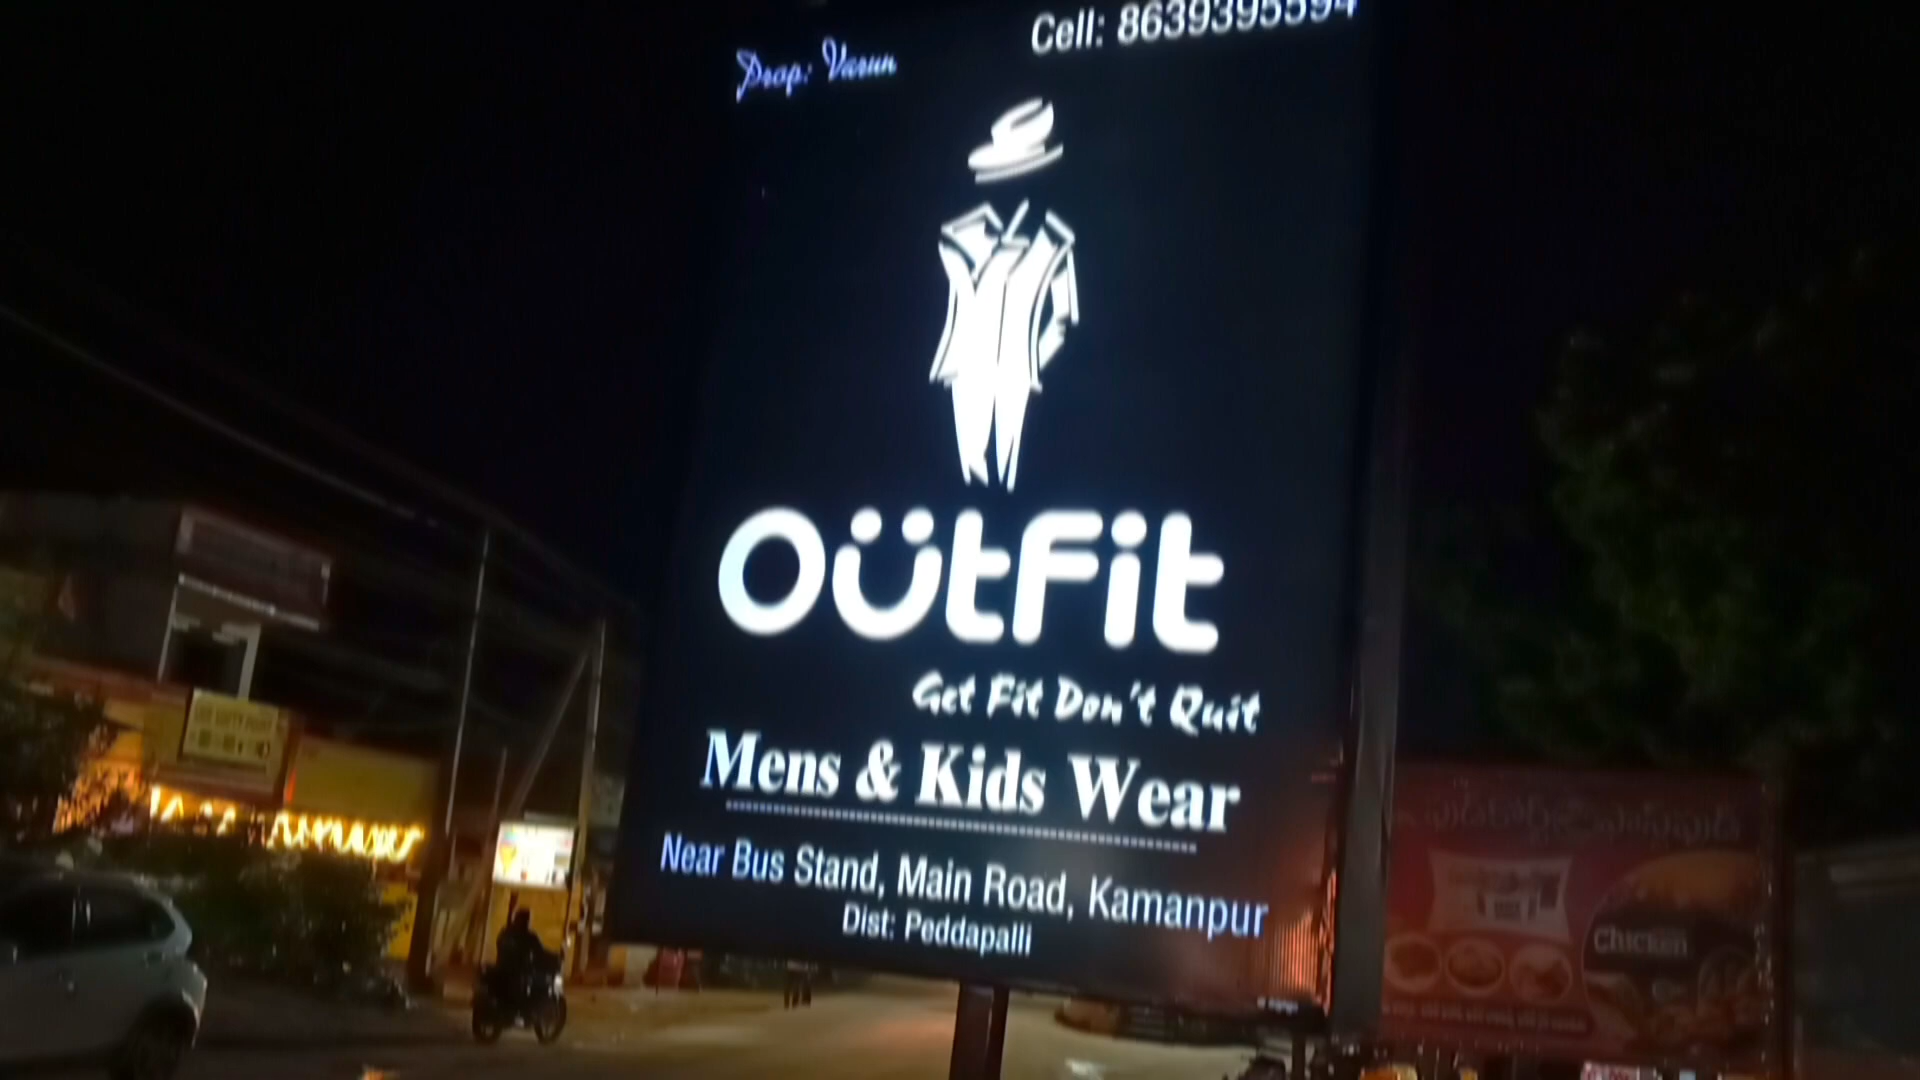 Prop: Varun
Cell: 8639395594
OutFit
Get Fit Don't Quit
Mens & Kids Wear
Near Bus Stand, Main Road, Kamanpur
Dist: Peddapalli
Chicken